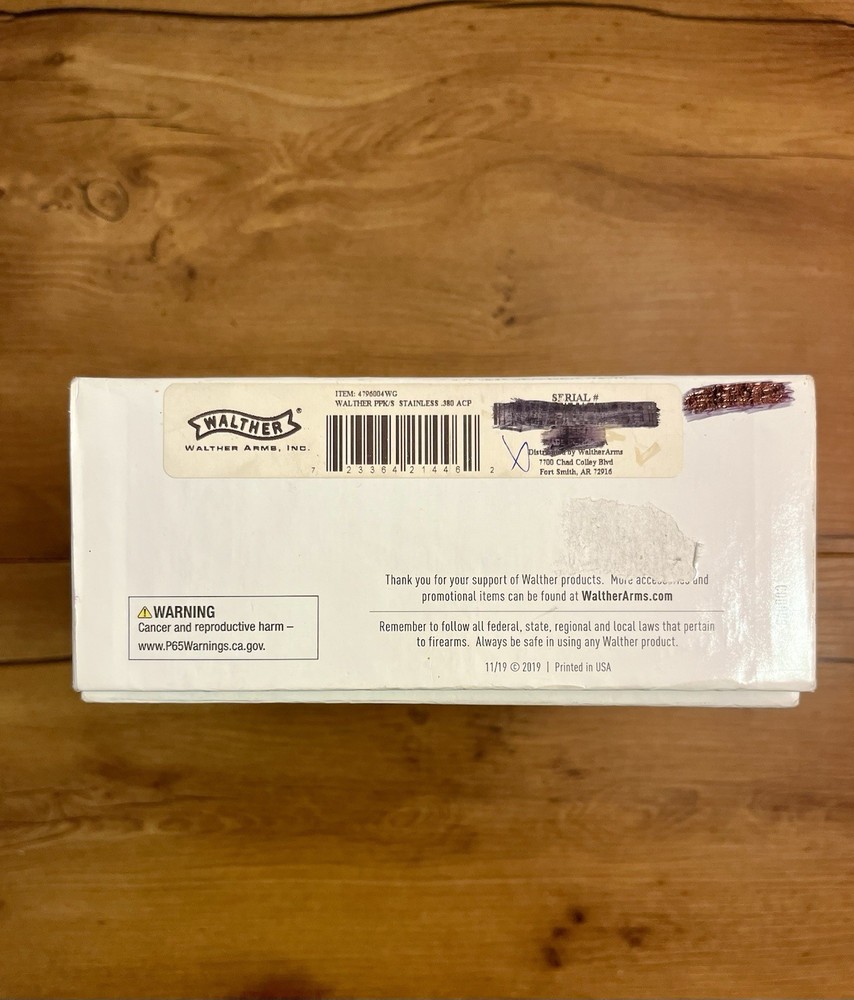 WALTHER®
WALTHER ARMS, INC.
ITEM: 4796004WG
WALTHER PPK/S STAINLESS .380 ACP
7 23364 21446 2
SERIAL #
Distributed by WaltherArms
7700 Chad Colley Blvd
Fort Smith, AR 72916
Thank you for your support of Walther products. More accessories and
promotional items can be found at WaltherArms.com
Remember to follow all federal, state, regional and local laws that pertain
to firearms. Always be safe in using any Walther product.
11/19 © 2019 | Printed in USA
WARNING
Cancer and reproductive harm –
www.P65Warnings.ca.gov.